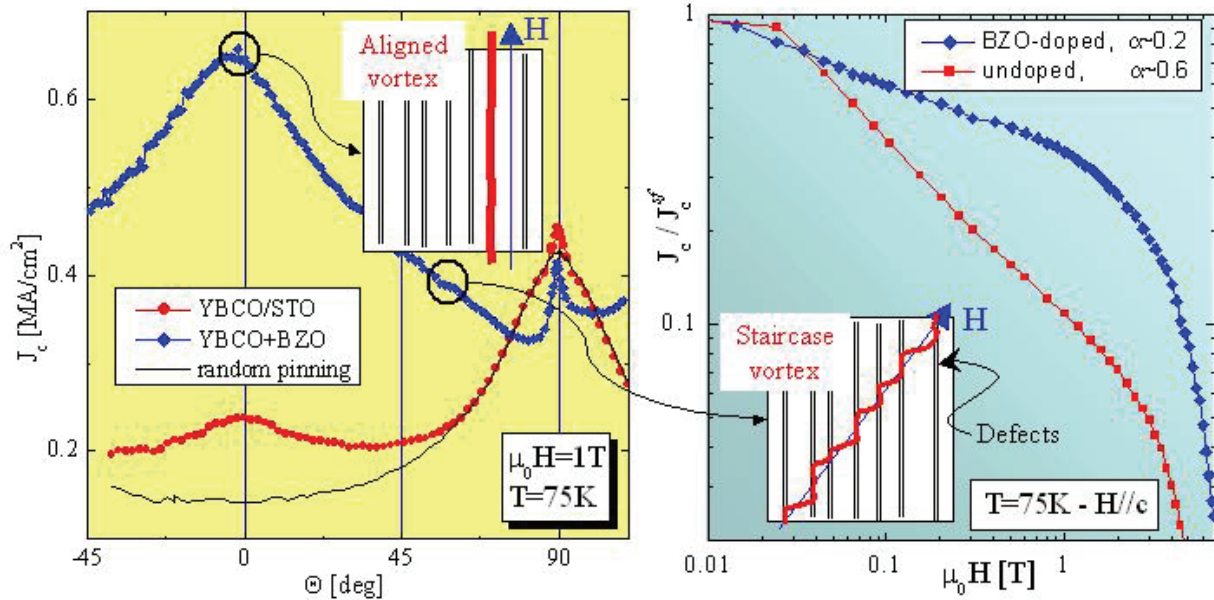 0.6
0.4
0.2
J_c [MA/cm²]
Aligned
vortex
H
YBCO/STO
YBCO+BZO
random pinning
μ₀H=1T
T=75K
-45
0
45
90
Θ [deg]
1
0.1
J_c / J_c^sf
BZO-doped, α~0.2
undoped, α~0.6
Staircase
vortex
H
Defects
T=75K - H//c
0.01
0.1
1
μ₀H [T]